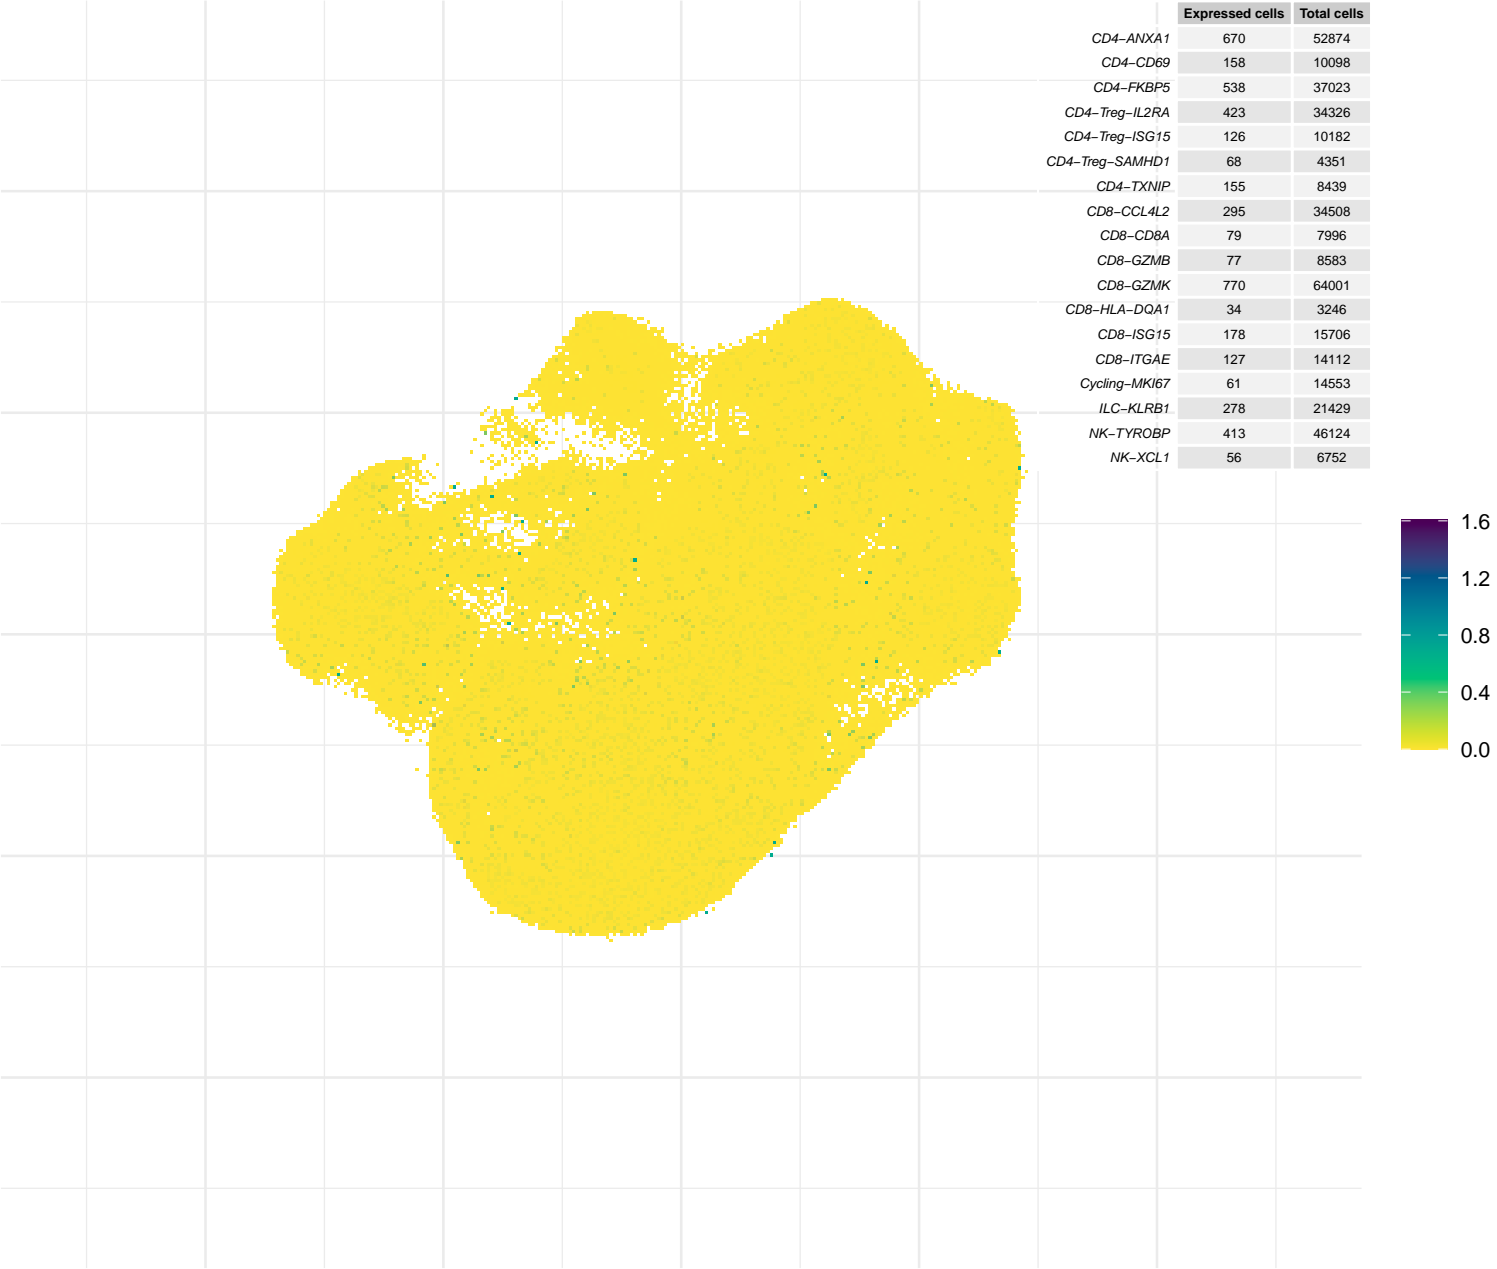 Expressed cells Total cells
CD4−ANXA1 670 52874
CD4−CD69 158 10098
CD4−FKBP5 538 37023
CD4−Treg−IL2RA 423 34326
CD4−Treg−ISG15 126 10182
CD4−Treg−SAMHD1 68 4351
CD4−TXNIP 155 8439
CD8−CCL4L2 295 34508
CD8−CD8A 79 7996
CD8−GZMB 77 8583
CD8−GZMK 770 64001
CD8−HLA−DQA1 34 3246
CD8−ISG15 178 15706
CD8−ITGAE 127 14112
Cycling−MKI67 61 14553
ILC−KLRB1 278 21429
NK−TYROBP 413 46124
NK−XCL1 56 6752
1.6
1.2
0.8
0.4
0.0